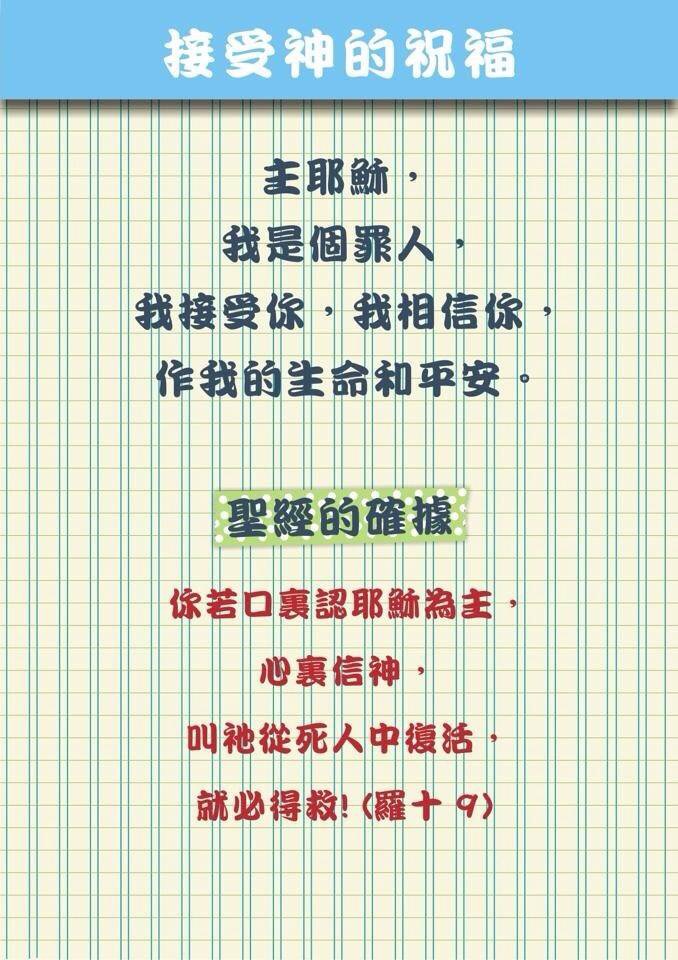 接受神的祝福
主耶穌，
我是個罪人，
我接受你，我相信你，
作我的生命和平安。
聖經的確據
你若口裏認耶穌為主，
心裏信神，
叫祂從死人中復活，
就必得救! (羅十 9)